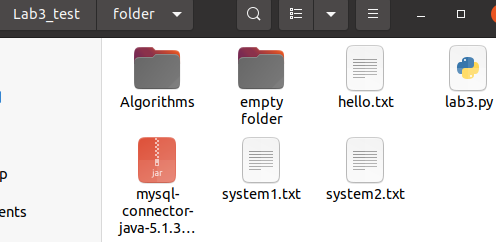 Lab3_test folder
Algorithms
empty
folder
hello.txt
lab3.py
jar
mysql-
connector-
java-5.1.3...
system1.txt
system2.txt
p
ents